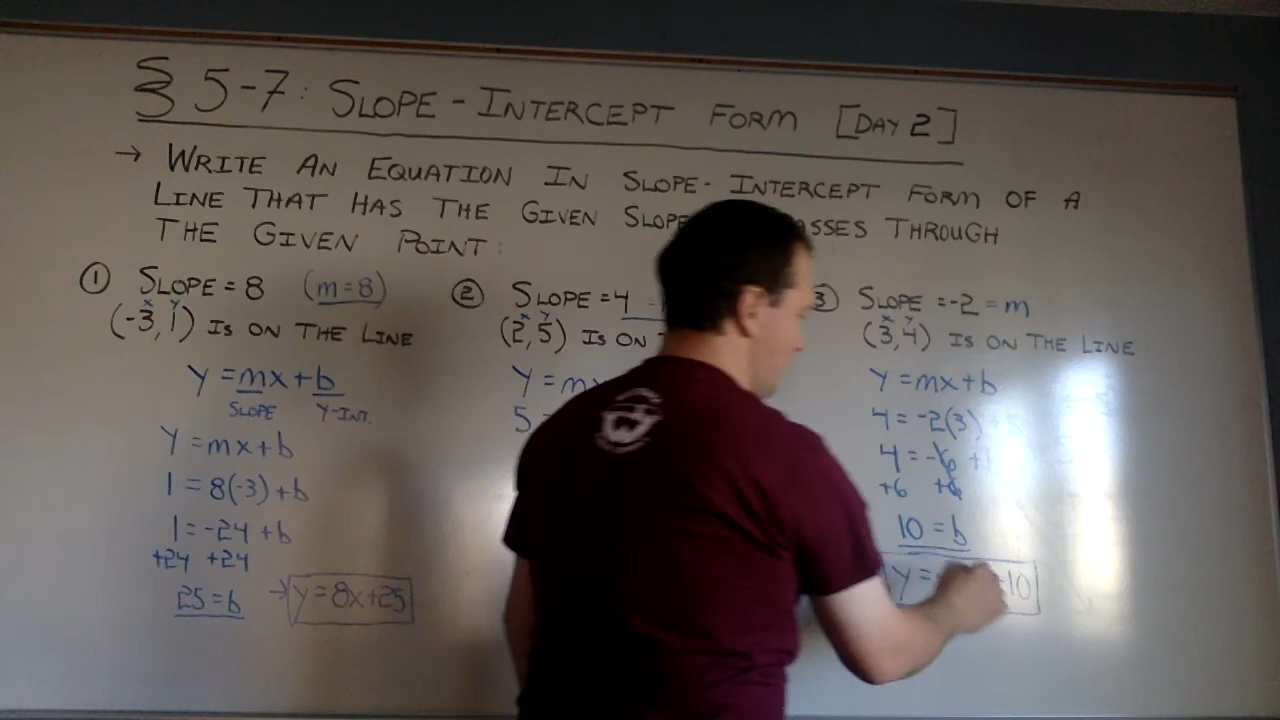 § 5-7: SLOPE-INTERCEPT FORM [DAY 2]
→ WRITE AN EQUATION IN SLOPE-INTERCEPT FORM OF A
LINE THAT HAS THE GIVEN SLOPE ASSES THROUGH
THE GIVEN POINT:
① SLOPE = 8 (m=8)
x y
(-3,1) IS ON THE LINE
y = mx+b
SLOPE Y-INT.
y = mx+b
1 = 8(-3)+b
1 = -24 +b
+24 +24
25=b → y=8x+25
② SLOPE=4 =
x y
(2,5) IS ON
y = mx
5
3 SLOPE = -2 = m
x y
(3,4) IS ON THE LINE
y = mx+b
4 = -2(3)
4 = -6 +
+6 +6
10 = b
y = +10